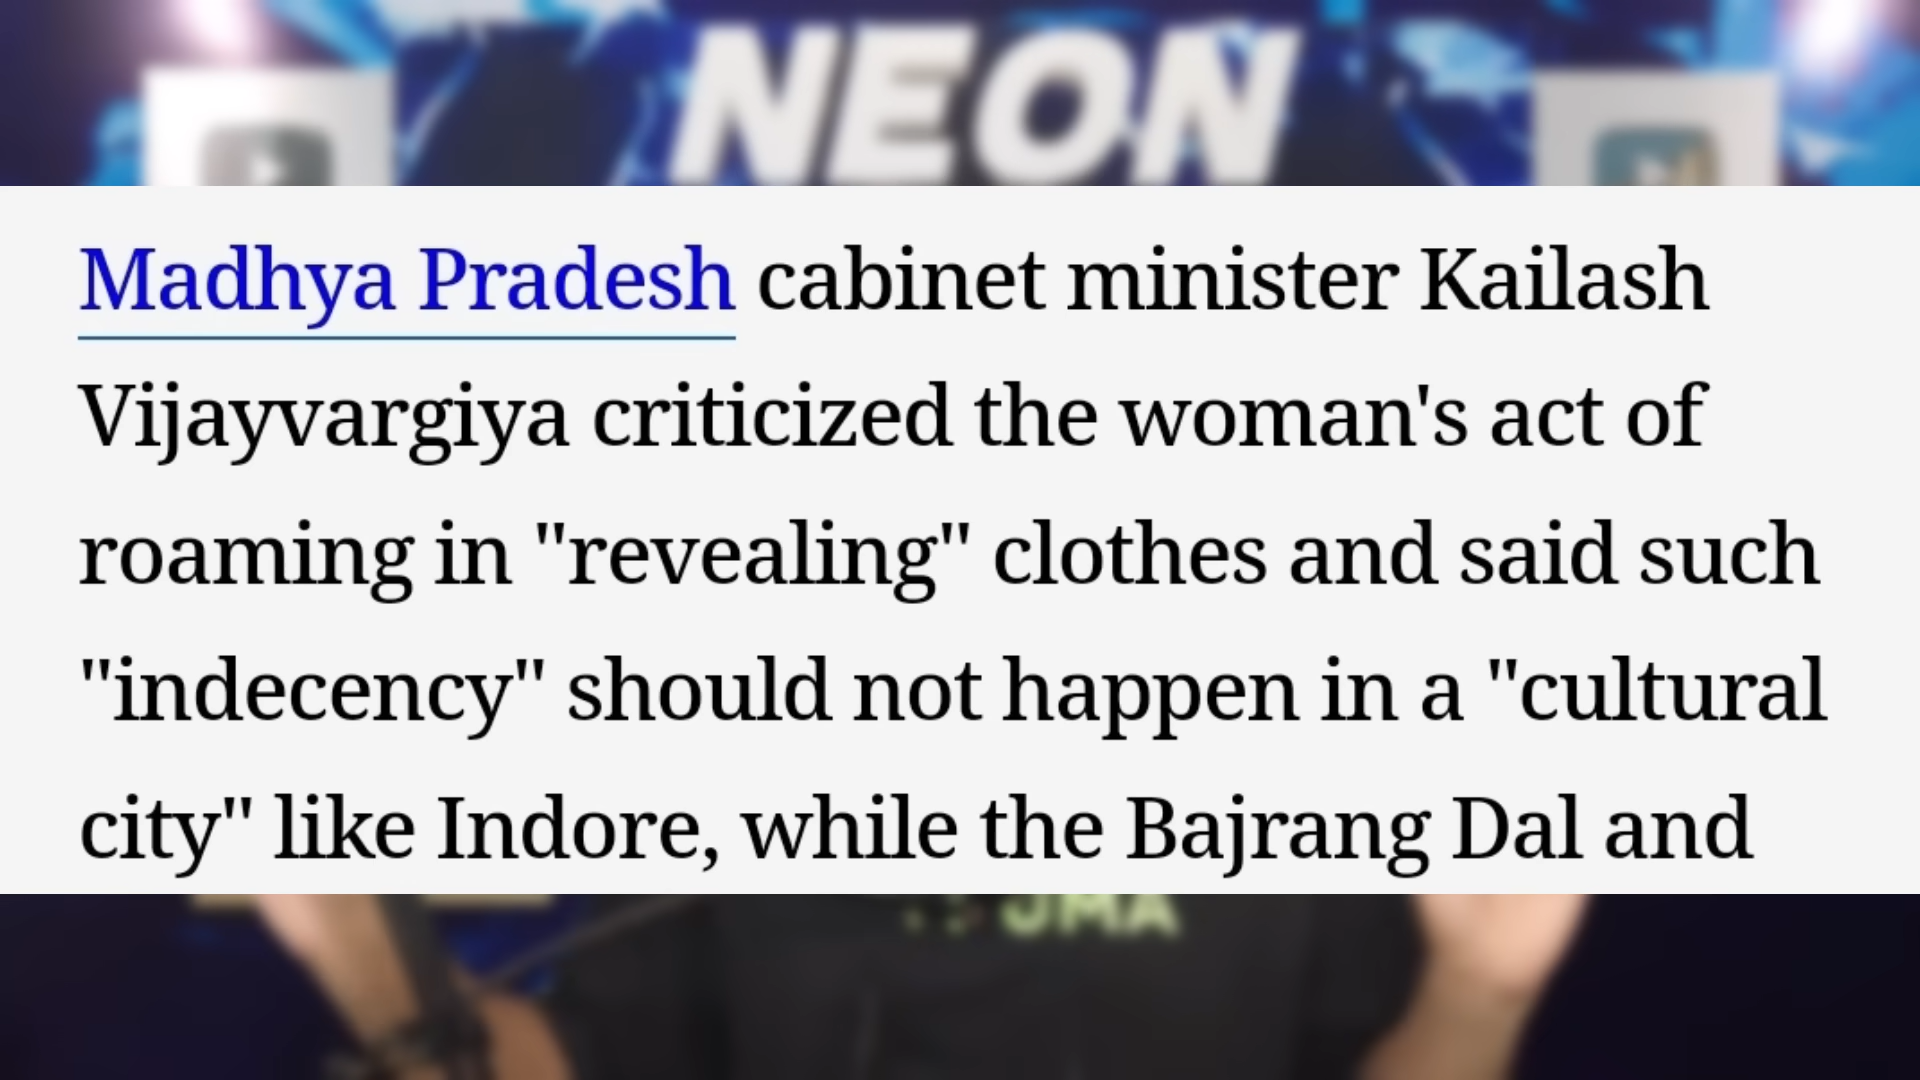 NEON
Madhya Pradesh cabinet minister Kailash
Vijayvargiya criticized the woman's act of
roaming in "revealing" clothes and said such
"indecency" should not happen in a "cultural
city" like Indore, while the Bajrang Dal and